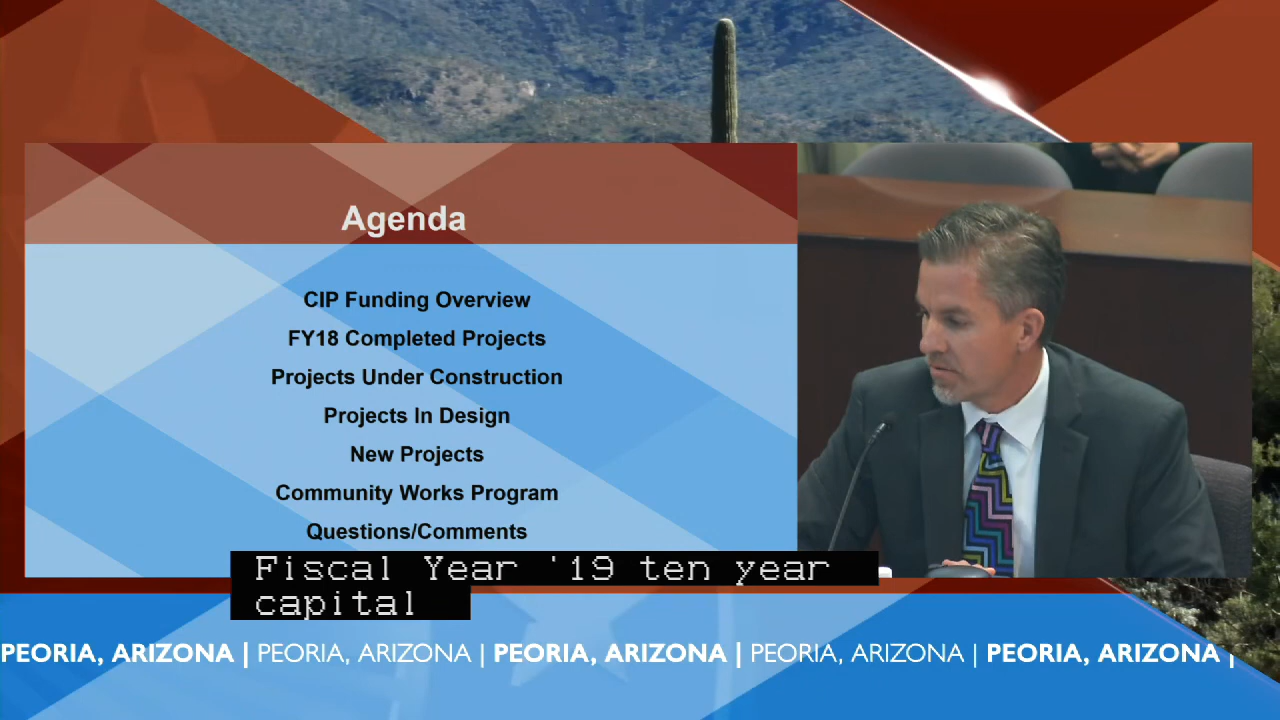 Agenda
CIP Funding Overview
FY18 Completed Projects
Projects Under Construction
Projects In Design
New Projects
Community Works Program
Questions/Comments
Fiscal Year '19 ten year
capital
PEORIA, ARIZONA | PEORIA, ARIZONA | PEORIA, ARIZONA | PEORIA, ARIZONA | PEORIA, ARIZONA |